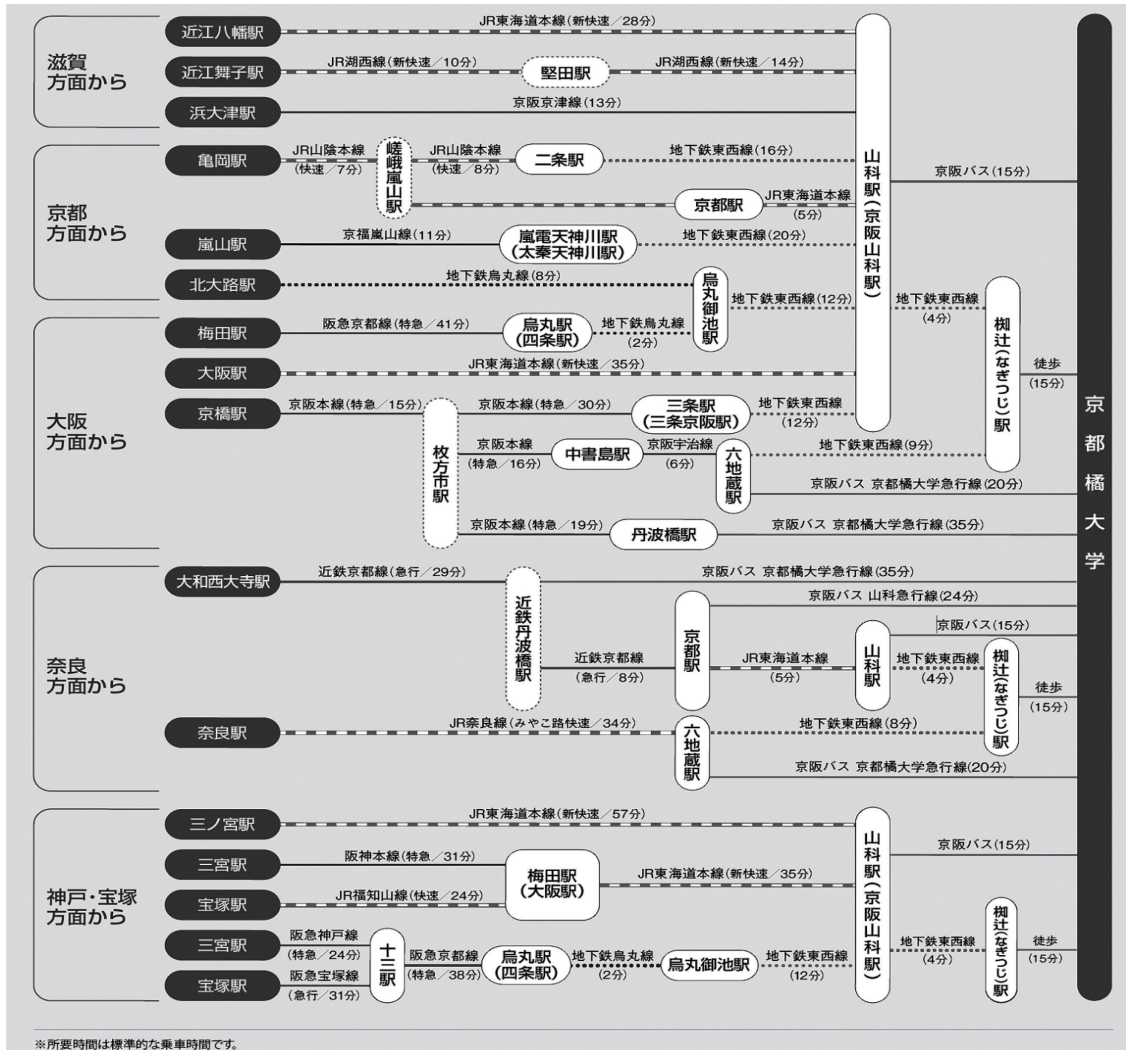 滋賀
方面から
近江八幡駅
JR東海道本線(新快速/28分)
近江舞子駅
JR湖西線(新快速/10分)
堅田駅
JR湖西線(新快速/14分)
浜大津駅
京阪京津線(13分)
京都
方面から
亀岡駅
JR山陰本線
(快速/7分)
嵯峨嵐山駅
JR山陰本線
(快速/8分)
二条駅
地下鉄東西線(16分)
京都駅
JR東海道本線
(5分)
嵐山駅
京福嵐山線(11分)
嵐電天神川駅
(太秦天神川駅)
地下鉄東西線(20分)
北大路駅
地下鉄烏丸線(8分)
烏丸御池駅
地下鉄東西線(12分)
山科駅(京阪山科駅)
京阪バス(15分)
地下鉄東西線
(4分)
椥辻(なぎつじ)駅
徒歩
(15分)
京都橘大学
大阪
方面から
梅田駅
阪急京都線(特急/41分)
烏丸駅
(四条駅)
地下鉄烏丸線
(2分)
大阪駅
JR東海道本線(新快速/35分)
京橋駅
京阪本線(特急/15分)
枚方市駅
京阪本線(特急/30分)
三条駅
(三条京阪駅)
地下鉄東西線
(12分)
京阪本線
(特急/16分)
中書島駅
京阪宇治線
(6分)
六地蔵駅
地下鉄東西線(9分)
京阪バス 京都橘大学急行線(20分)
京阪本線(特急/19分)
丹波橋駅
京阪バス 京都橘大学急行線(35分)
奈良
方面から
大和西大寺駅
近鉄京都線(急行/29分)
近鉄丹波橋駅
京阪バス 京都橘大学急行線(35分)
京阪バス 山科急行線(24分)
京阪バス(15分)
近鉄京都線
(急行/8分)
京都駅
JR東海道本線
(5分)
山科駅
地下鉄東西線
(4分)
椥辻(なぎつじ)駅
徒歩
(15分)
奈良駅
JR奈良線(みやこ路快速/34分)
六地蔵駅
地下鉄東西線(8分)
京阪バス 京都橘大学急行線(20分)
神戸・宝塚
方面から
三ノ宮駅
JR東海道本線(新快速/57分)
三宮駅
阪神本線(特急/31分)
梅田駅
(大阪駅)
JR東海道本線(新快速/35分)
宝塚駅
JR福知山線(快速/24分)
三宮駅
阪急神戸線
(特急/24分)
十三駅
阪急京都線
(特急/38分)
烏丸駅
(四条駅)
地下鉄烏丸線
(2分)
烏丸御池駅
地下鉄東西線
(12分)
宝塚駅
阪急宝塚線
(急行/31分)
山科駅(京阪山科駅)
京阪バス(15分)
地下鉄東西線
(4分)
椥辻(なぎつじ)駅
徒歩
(15分)
※所要時間は標準的な乗車時間です。